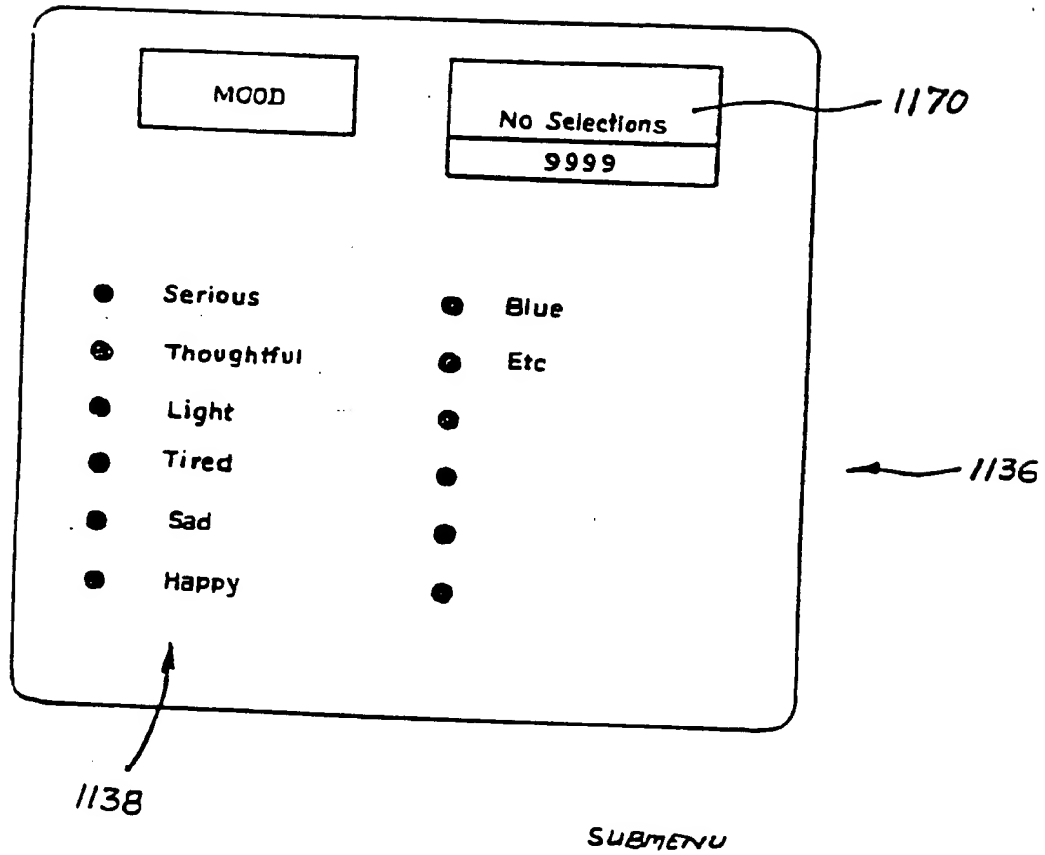 MOOD
No Selections
9999
1170
Serious
Thoughtful
Light
Tired
Sad
Happy
Blue
Etc
1136
1138
SUBMENU